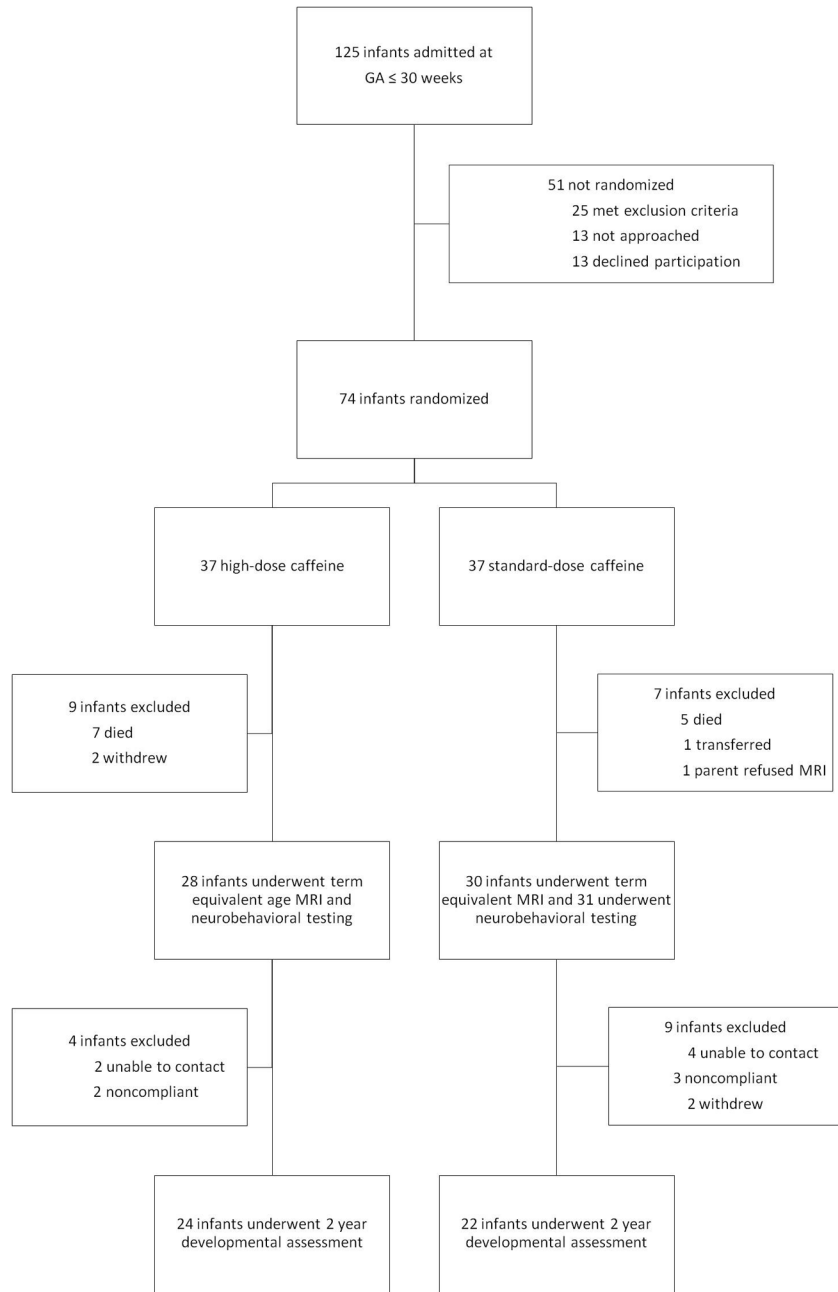 125 infants admitted at
GA ≤ 30 weeks
51 not randomized
25 met exclusion criteria
13 not approached
13 declined participation
74 infants randomized
37 high-dose caffeine
37 standard-dose caffeine
9 infants excluded
7 died
2 withdrew
7 infants excluded
5 died
1 transferred
1 parent refused MRI
28 infants underwent term
equivalent age MRI and
neurobehavioral testing
30 infants underwent term
equivalent MRI and 31 underwent
neurobehavioral testing
4 infants excluded
2 unable to contact
2 noncompliant
9 infants excluded
4 unable to contact
3 noncompliant
2 withdrew
24 infants underwent 2 year
developmental assessment
22 infants underwent 2 year
developmental assessment